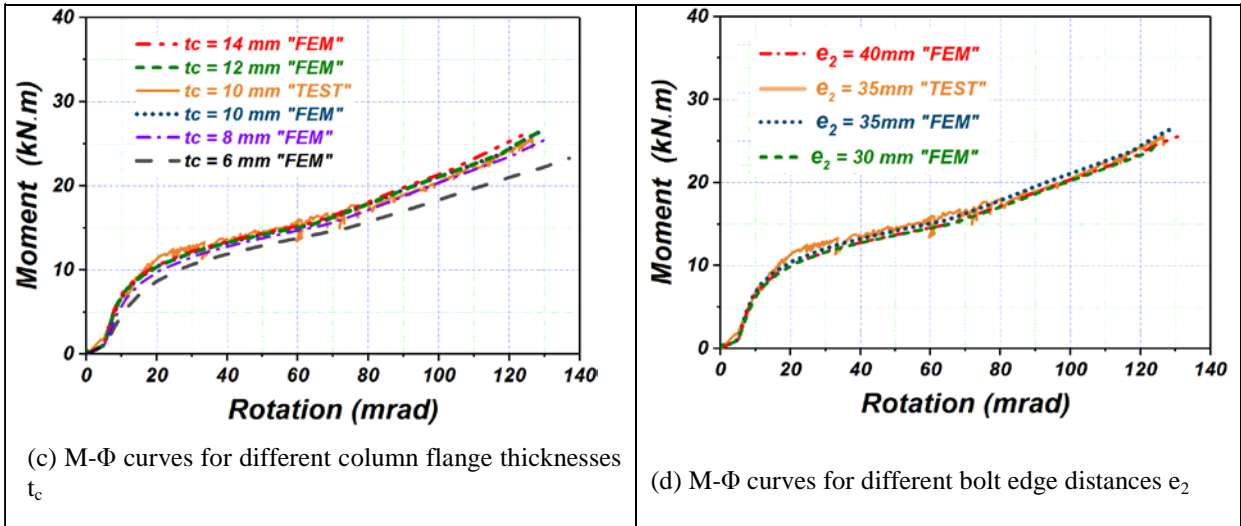 40
30
20
10
0
Moment (kN.m)
tc = 14 mm "FEM"
tc = 12 mm "FEM"
tc = 10 mm "TEST"
tc = 10 mm "FEM"
tc = 8 mm "FEM"
tc = 6 mm "FEM"
0 20 40 60 80 100 120 140
Rotation (mrad)
(c) M-Φ curves for different column flange thicknesses
tc
40
30
20
10
0
Moment (kN.m)
e2 = 40mm "FEM"
e2 = 35mm "TEST"
e2 = 35mm "FEM"
e2 = 30 mm "FEM"
0 20 40 60 80 100 120 140
Rotation (mrad)
(d) M-Φ curves for different bolt edge distances e2